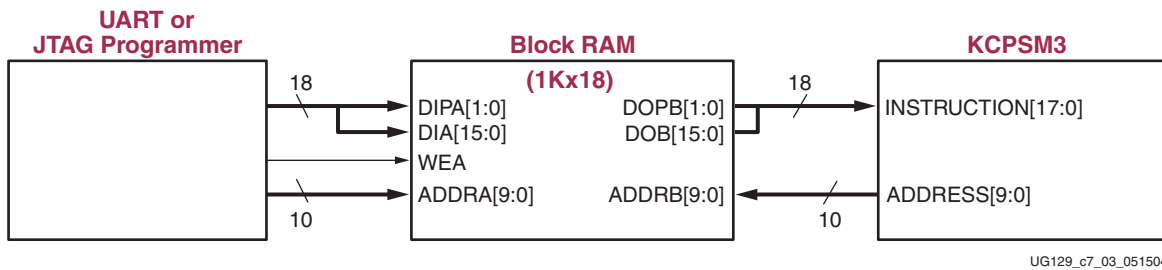 UART or
JTAG Programmer
Block RAM
(1Kx18)
KCPSM3
18
DIPA[1:0]
DIA[15:0]
WEA
ADDRA[9:0]
10
DOPB[1:0]
DOB[15:0]
ADDRB[9:0]
18
10
INSTRUCTION[17:0]
ADDRESS[9:0]
UG129_c7_03_051504